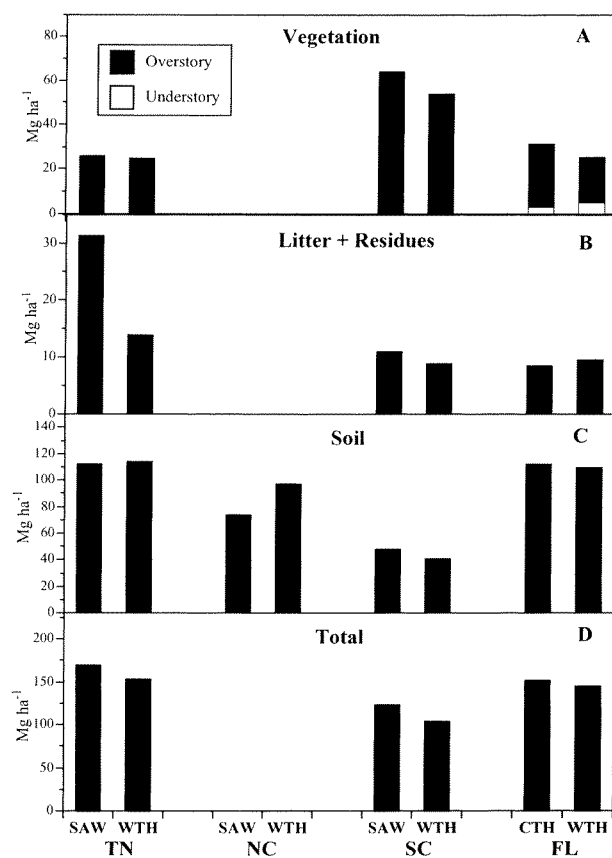 Vegetation
A
Overstory
Understory
Mg ha⁻¹
80
60
40
20
0
Litter + Residues
B
Mg ha⁻¹
30
20
10
0
Soil
C
Mg ha⁻¹
140
120
100
80
60
40
20
0
Total
D
Mg ha⁻¹
200
150
100
50
0
SAW WTH SAW WTH SAW WTH CTH WTH
TN NC SC FL